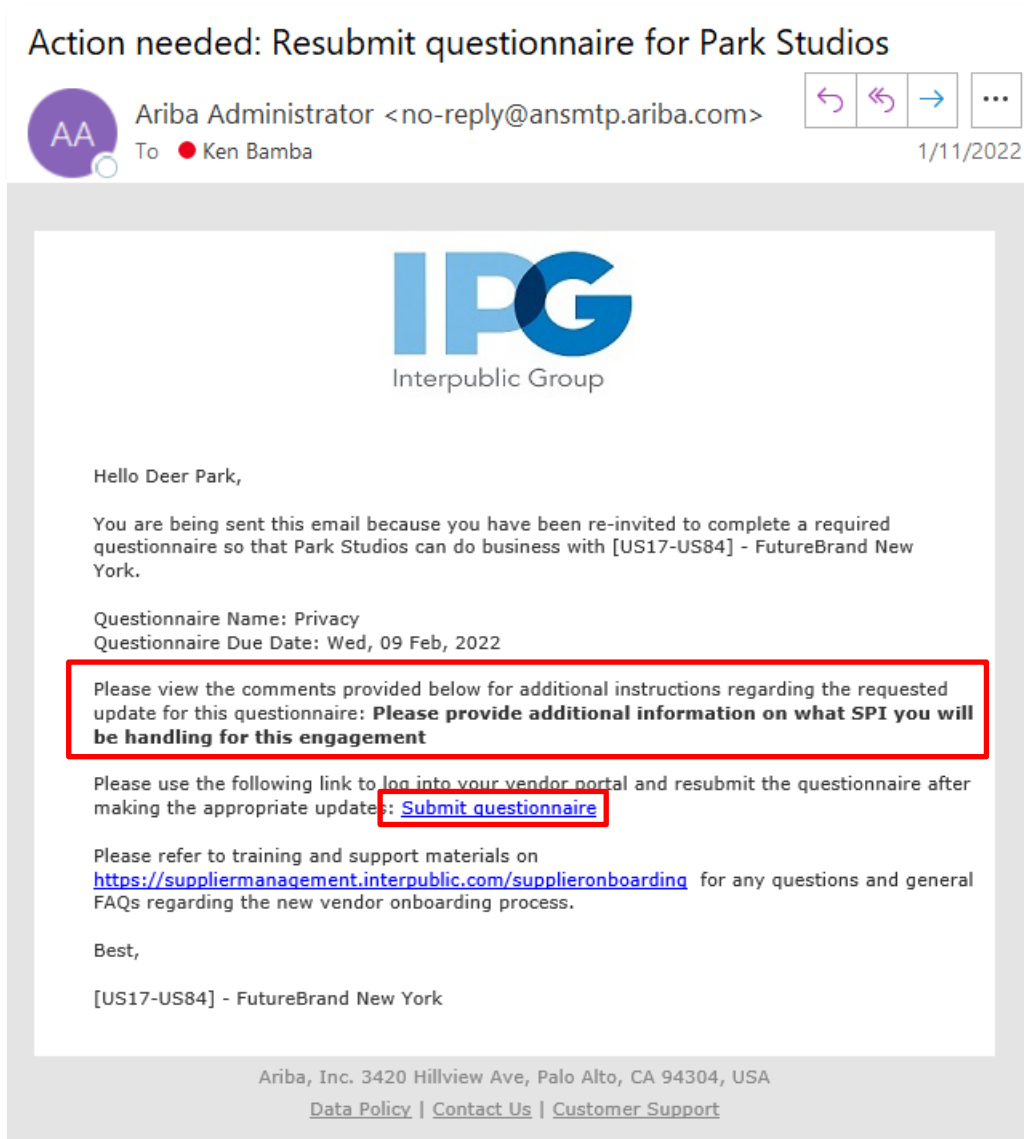 Action needed: Resubmit questionnaire for Park Studios
AA
Ariba Administrator <no-reply@ansmtp.ariba.com>
To Ken Bamba
1/11/2022
IPG
Interpublic Group
Hello Deer Park,
You are being sent this email because you have been re-invited to complete a required
questionnaire so that Park Studios can do business with [US17-US84] - FutureBrand New
York.
Questionnaire Name: Privacy
Questionnaire Due Date: Wed, 09 Feb, 2022
Please view the comments provided below for additional instructions regarding the requested
update for this questionnaire: Please provide additional information on what SPI you will
be handling for this engagement
Please use the following link to log into your vendor portal and resubmit the questionnaire after
making the appropriate updates: Submit questionnaire
Please refer to training and support materials on
https://suppliermanagement.interpublic.com/supplieronboarding for any questions and general
FAQs regarding the new vendor onboarding process.
Best,
[US17-US84] - FutureBrand New York
Ariba, Inc. 3420 Hillview Ave, Palo Alto, CA 94304, USA
Data Policy | Contact Us | Customer Support